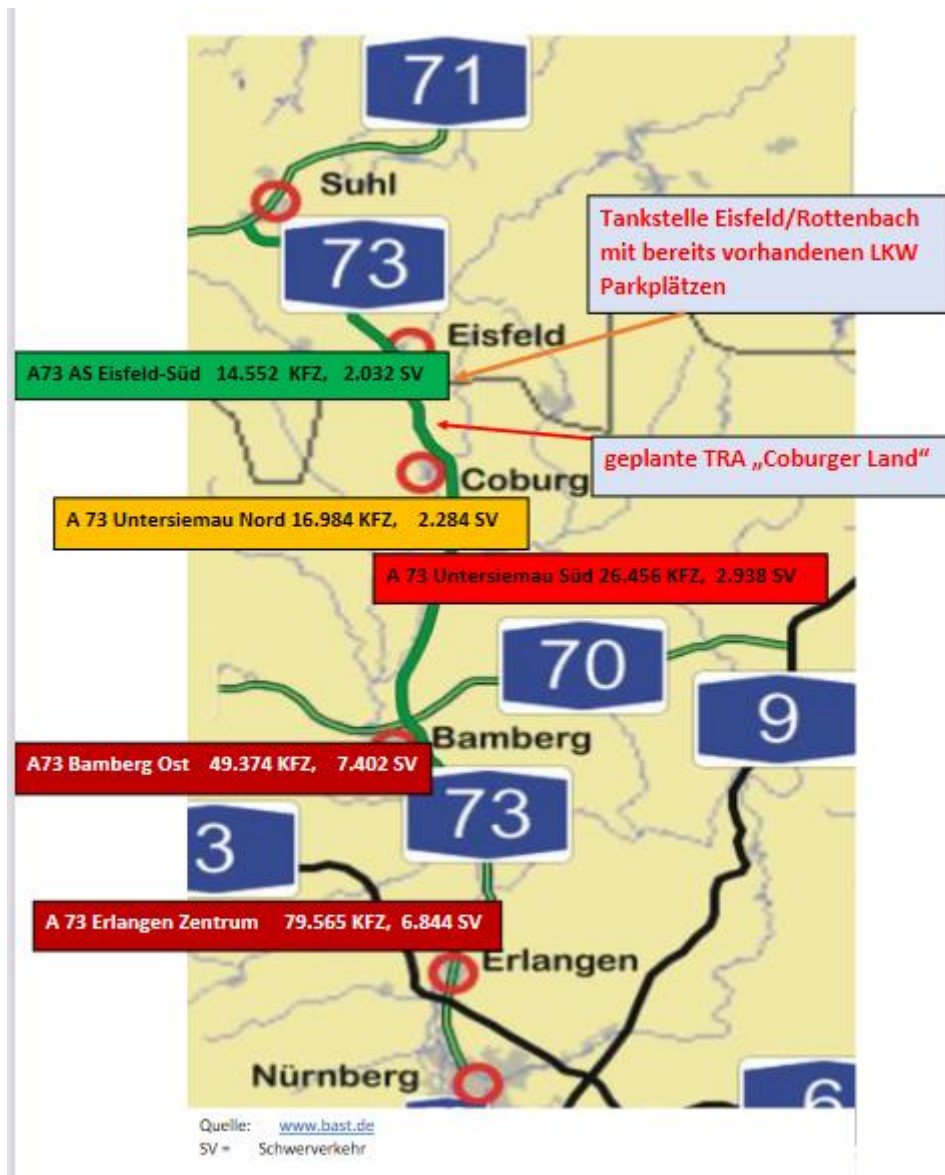 71
Suhl
Tankstelle Eisfeld/Rottenbach
mit bereits vorhandenen LKW
Parkplätzen
73
Eisfeld
A73 AS Eisfeld-Süd 14.552 KFZ, 2.032 SV
geplante TRA „Coburger Land“
Coburg
A 73 Untersiemau Nord 16.984 KFZ, 2.284 SV
A 73 Untersiemau Süd 26.456 KFZ, 2.938 SV
70
9
Bamberg
A73 Bamberg Ost 49.374 KFZ, 7.402 SV
73
3
A 73 Erlangen Zentrum 79.565 KFZ, 6.844 SV
Erlangen
Nürnberg
6
Quelle: www.bast.de
SV = Schwerverkehr